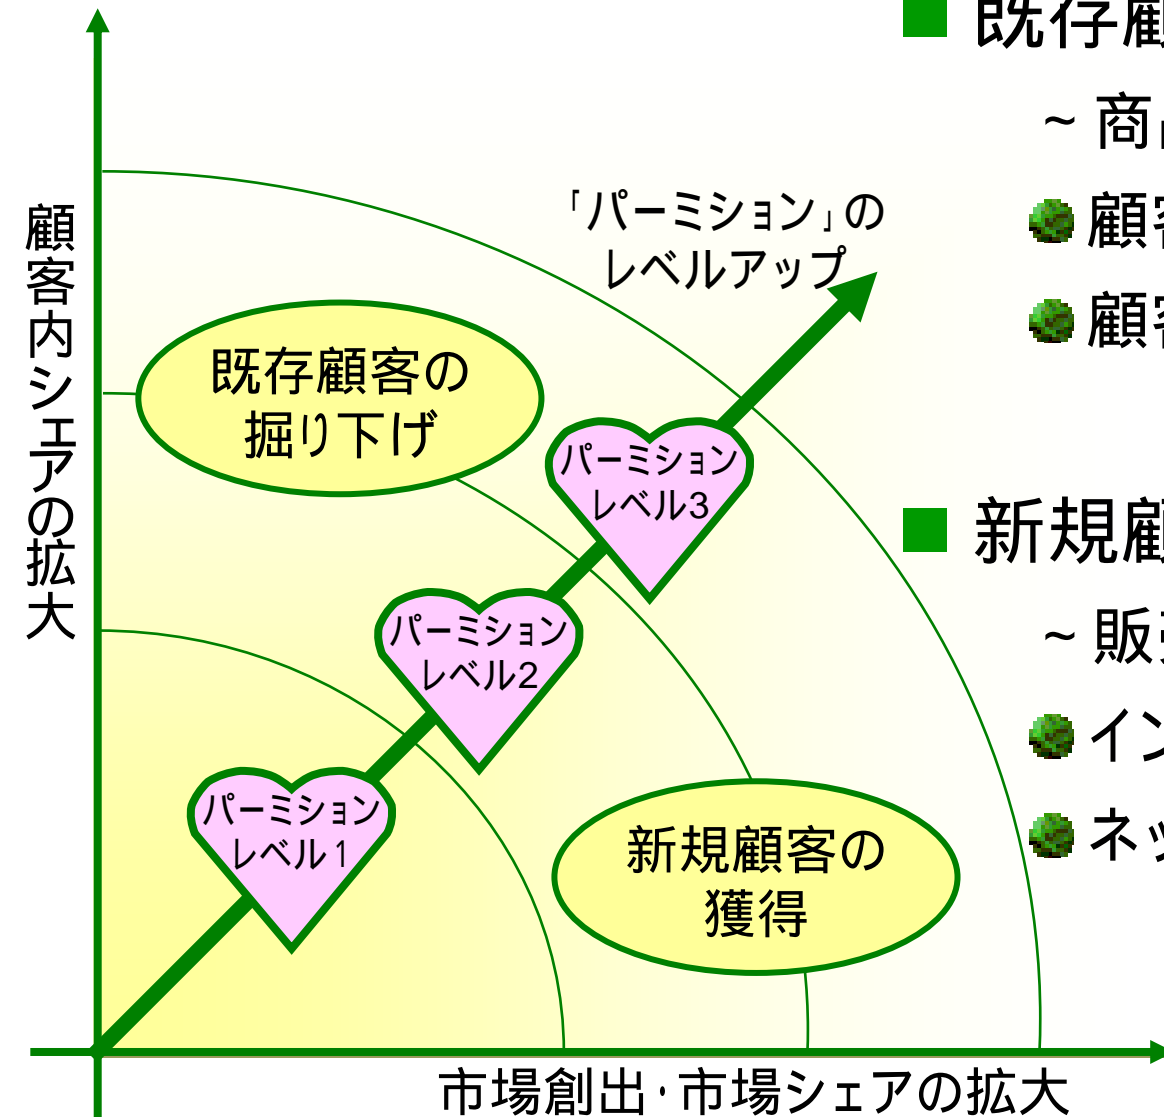 顧客内シェアの拡大
「パーミション」の
レベルアップ
既存顧客の
掘り下げ
パーミション
レベル3
パーミション
レベル2
パーミション
レベル1
新規顧客の
獲得
市場創出・市場シェアの拡大
■ 既存顧
~ 商
顧客
顧客
■ 新規顧
~ 販売
イン
ネッ